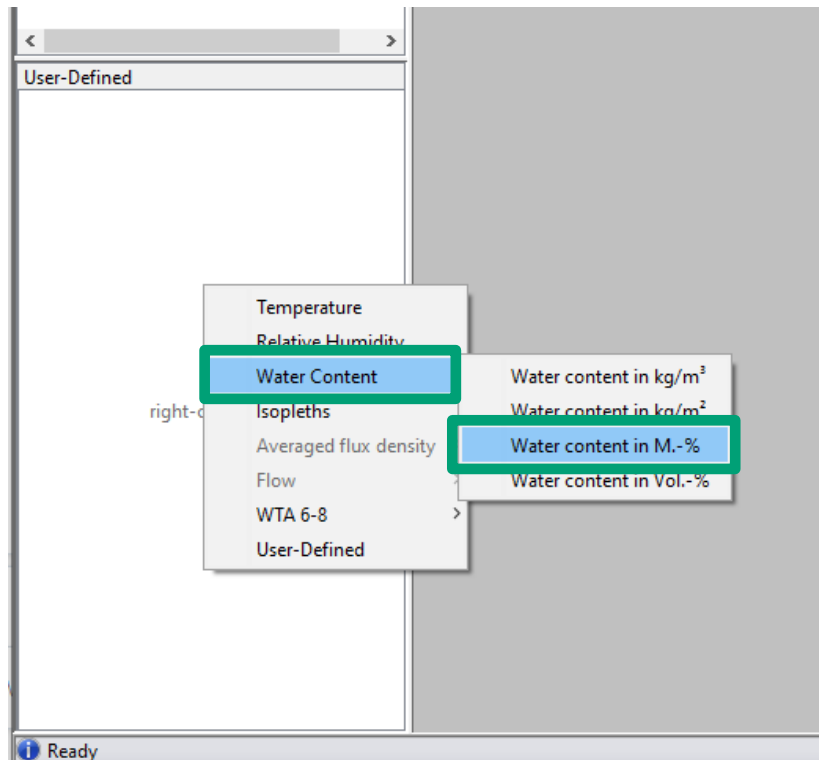 User-Defined
Temperature
Relative Humidity
Water Content
Water content in kg/m³
right-
Isopleths
Water content in kg/m²
Averaged flux density
Water content in M.-%
Flow
Water content in Vol.-%
WTA 6-8
User-Defined
Ready